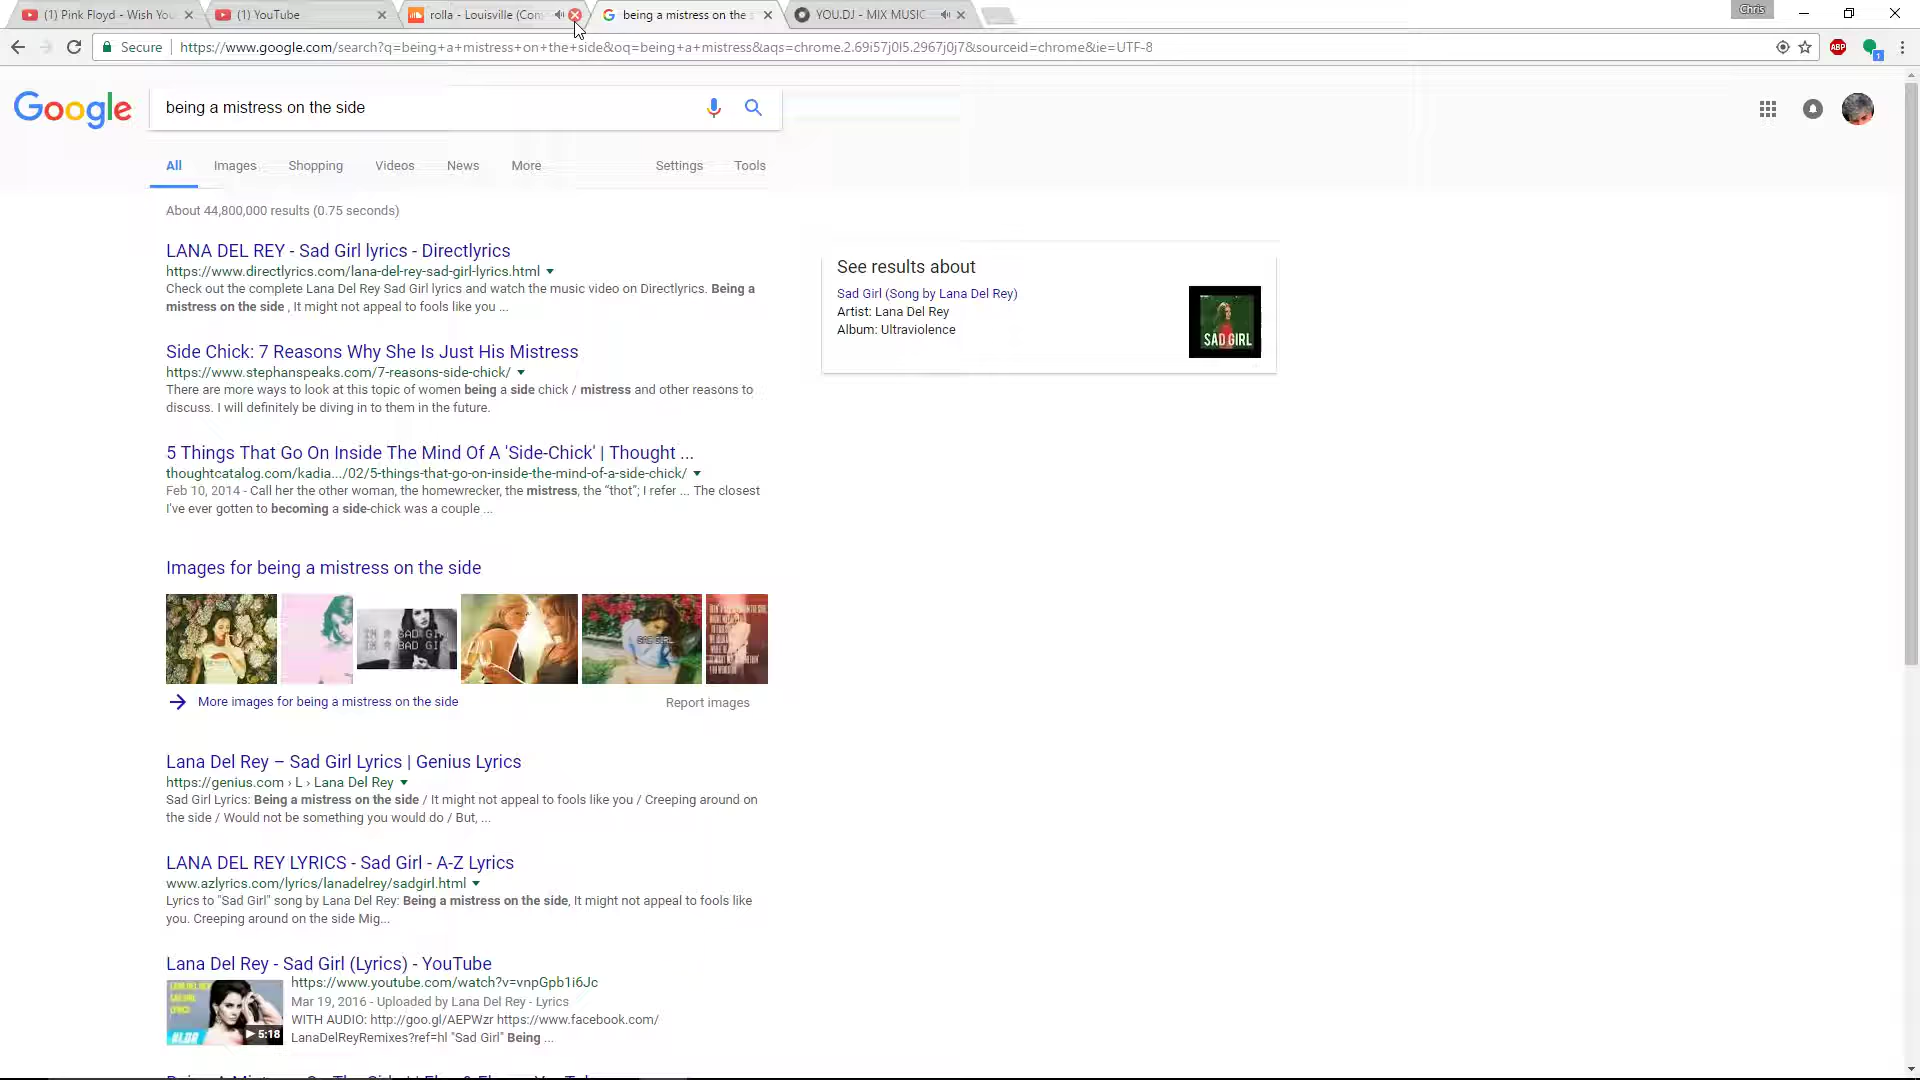 (1) Pink Floyd - Wish You
(1) YouTube
rolla - Louisville (Con
being a mistress on the s
YOU.DJ - MIX MUSIC
Chris
Secure
https://www.google.com/search?q=being+a+mistress+on+the+side&oq=being+a+mistress&aqs=chrome.2.69i57j0l5.2967j0j7&sourceid=chrome&ie=UTF-8
ABP
1
Google
being a mistress on the side
All
Images
Shopping
Videos
News
More
Settings
Tools
About 44,800,000 results (0.75 seconds)
LANA DEL REY - Sad Girl lyrics - Directlyrics
https://www.directlyrics.com/lana-del-rey-sad-girl-lyrics.html
Check out the complete Lana Del Rey Sad Girl lyrics and watch the music video on Directlyrics. Being a
mistress on the side , It might not appeal to fools like you ...
See results about
Sad Girl (Song by Lana Del Rey)
Artist: Lana Del Rey
Album: Ultraviolence
SAD GIRL
Side Chick: 7 Reasons Why She Is Just His Mistress
https://www.stephanspeaks.com/7-reasons-side-chick/
There are more ways to look at this topic of women being a side chick / mistress and other reasons to
discuss. I will definitely be diving in to them in the future.
5 Things That Go On Inside The Mind Of A 'Side-Chick' | Thought ...
thoughtcatalog.com/kadia.../02/5-things-that-go-on-inside-the-mind-of-a-side-chick/
Feb 10, 2014 - Call her the other woman, the homewrecker, the mistress, the “thot”; I refer ... The closest
I've ever gotten to becoming a side-chick was a couple ...
Images for being a mistress on the side
SAD GIRL
More images for being a mistress on the side
Report images
Lana Del Rey – Sad Girl Lyrics | Genius Lyrics
https://genius.com › L › Lana Del Rey
Sad Girl Lyrics: Being a mistress on the side / It might not appeal to fools like you / Creeping around on
the side / Would not be something you would do / But, ...
LANA DEL REY LYRICS - Sad Girl - A-Z Lyrics
www.azlyrics.com/lyrics/lanadelrey/sadgirl.html
Lyrics to "Sad Girl" song by Lana Del Rey: Being a mistress on the side, It might not appeal to fools like
you. Creeping around on the side Mig...
Lana Del Rey - Sad Girl (Lyrics) - YouTube
https://www.youtube.com/watch?v=vnpGpb1i6Jc
Mar 19, 2016 - Uploaded by Lana Del Rey - Lyrics
WITH AUDIO: http://goo.gl/AEPWzr https://www.facebook.com/
LanaDelReyRemixes?ref=hl "Sad Girl" Being ...
5:18